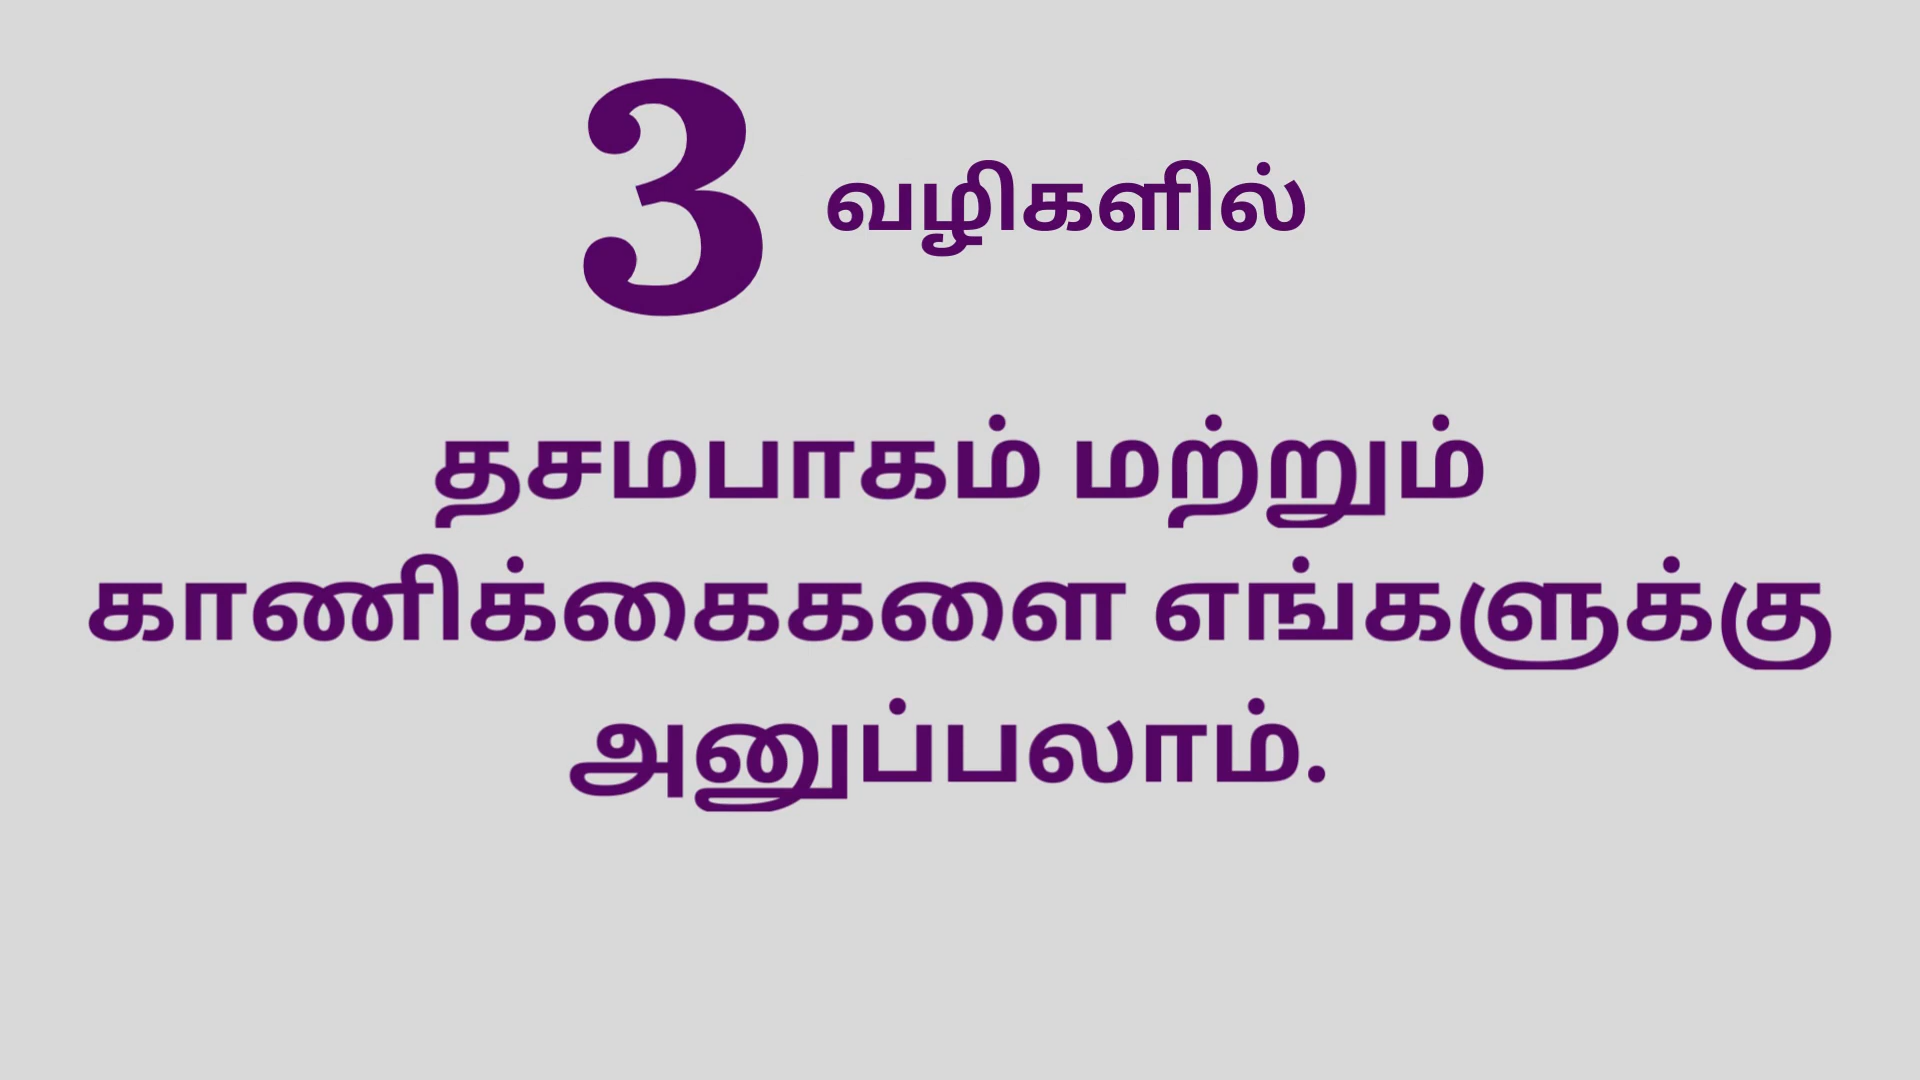 3 வழிகளில்
தசமபாகம் மற்றும்
காணிக்கைகளை எங்களுக்கு
அனுப்பலாம்.